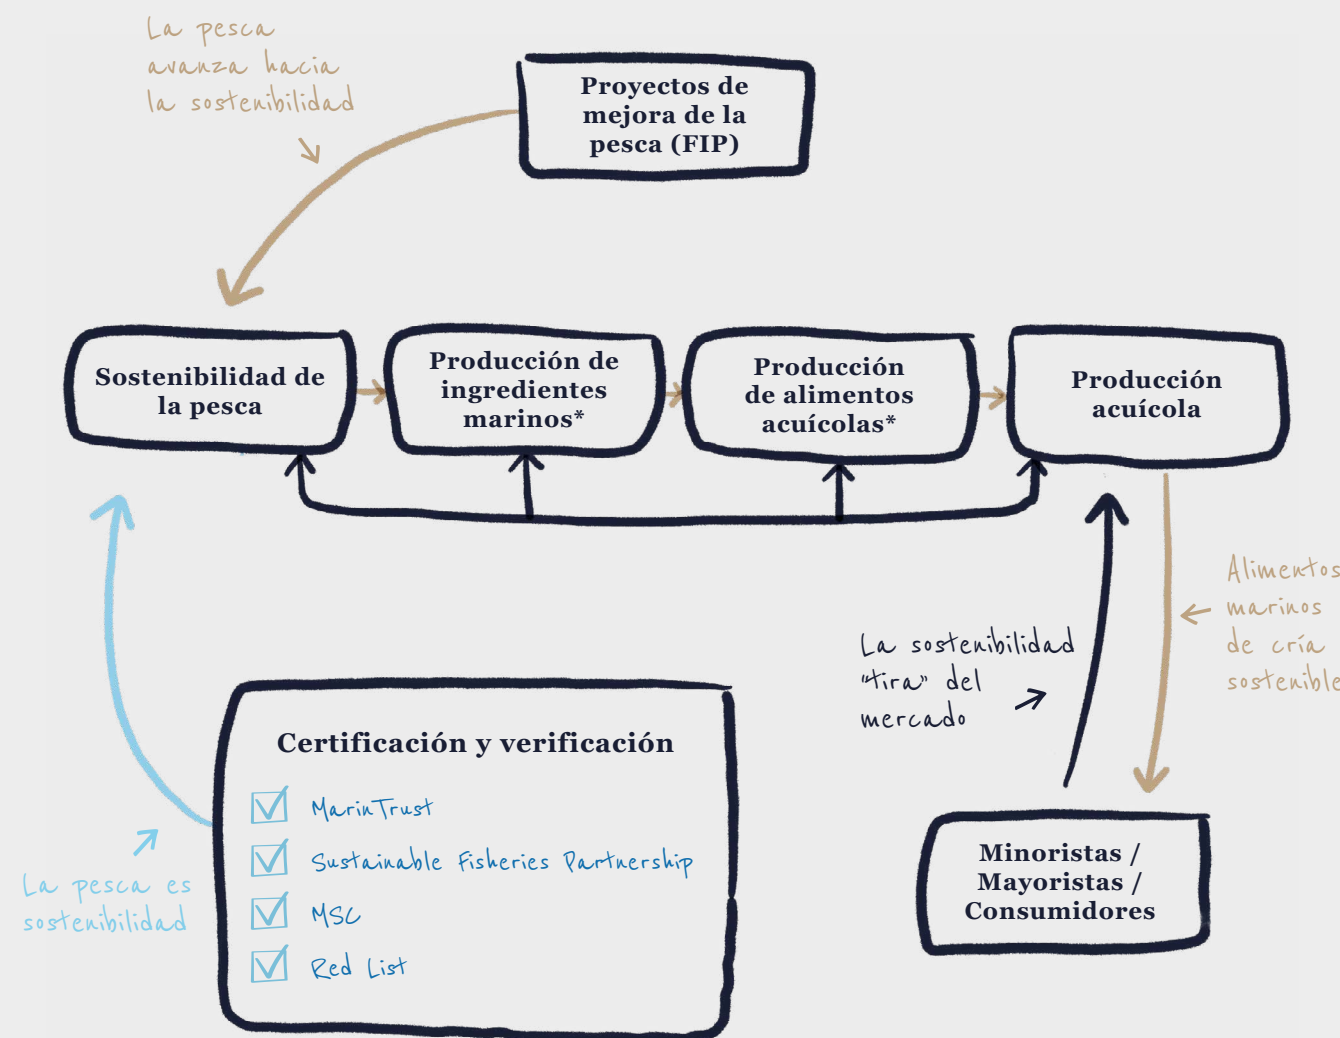 La pesca
avanza hacia
la sostenibilidad
Proyectos de
mejora de la
pesca (FIP)
Sostenibilidad de
la pesca
Producción de
ingredientes
marinos*
Producción
de alimentos
acuícolas*
Producción
acuícola
Alimentos
marinos
de cría
sostenible
La sostenibilidad
"tira" del
mercado
Certificación y verificación
MarinTrust
Sustainable Fisheries Partnership
MSC
Red List
La pesca es
sostenibilidad
Minoristas /
Mayoristas /
Consumidores